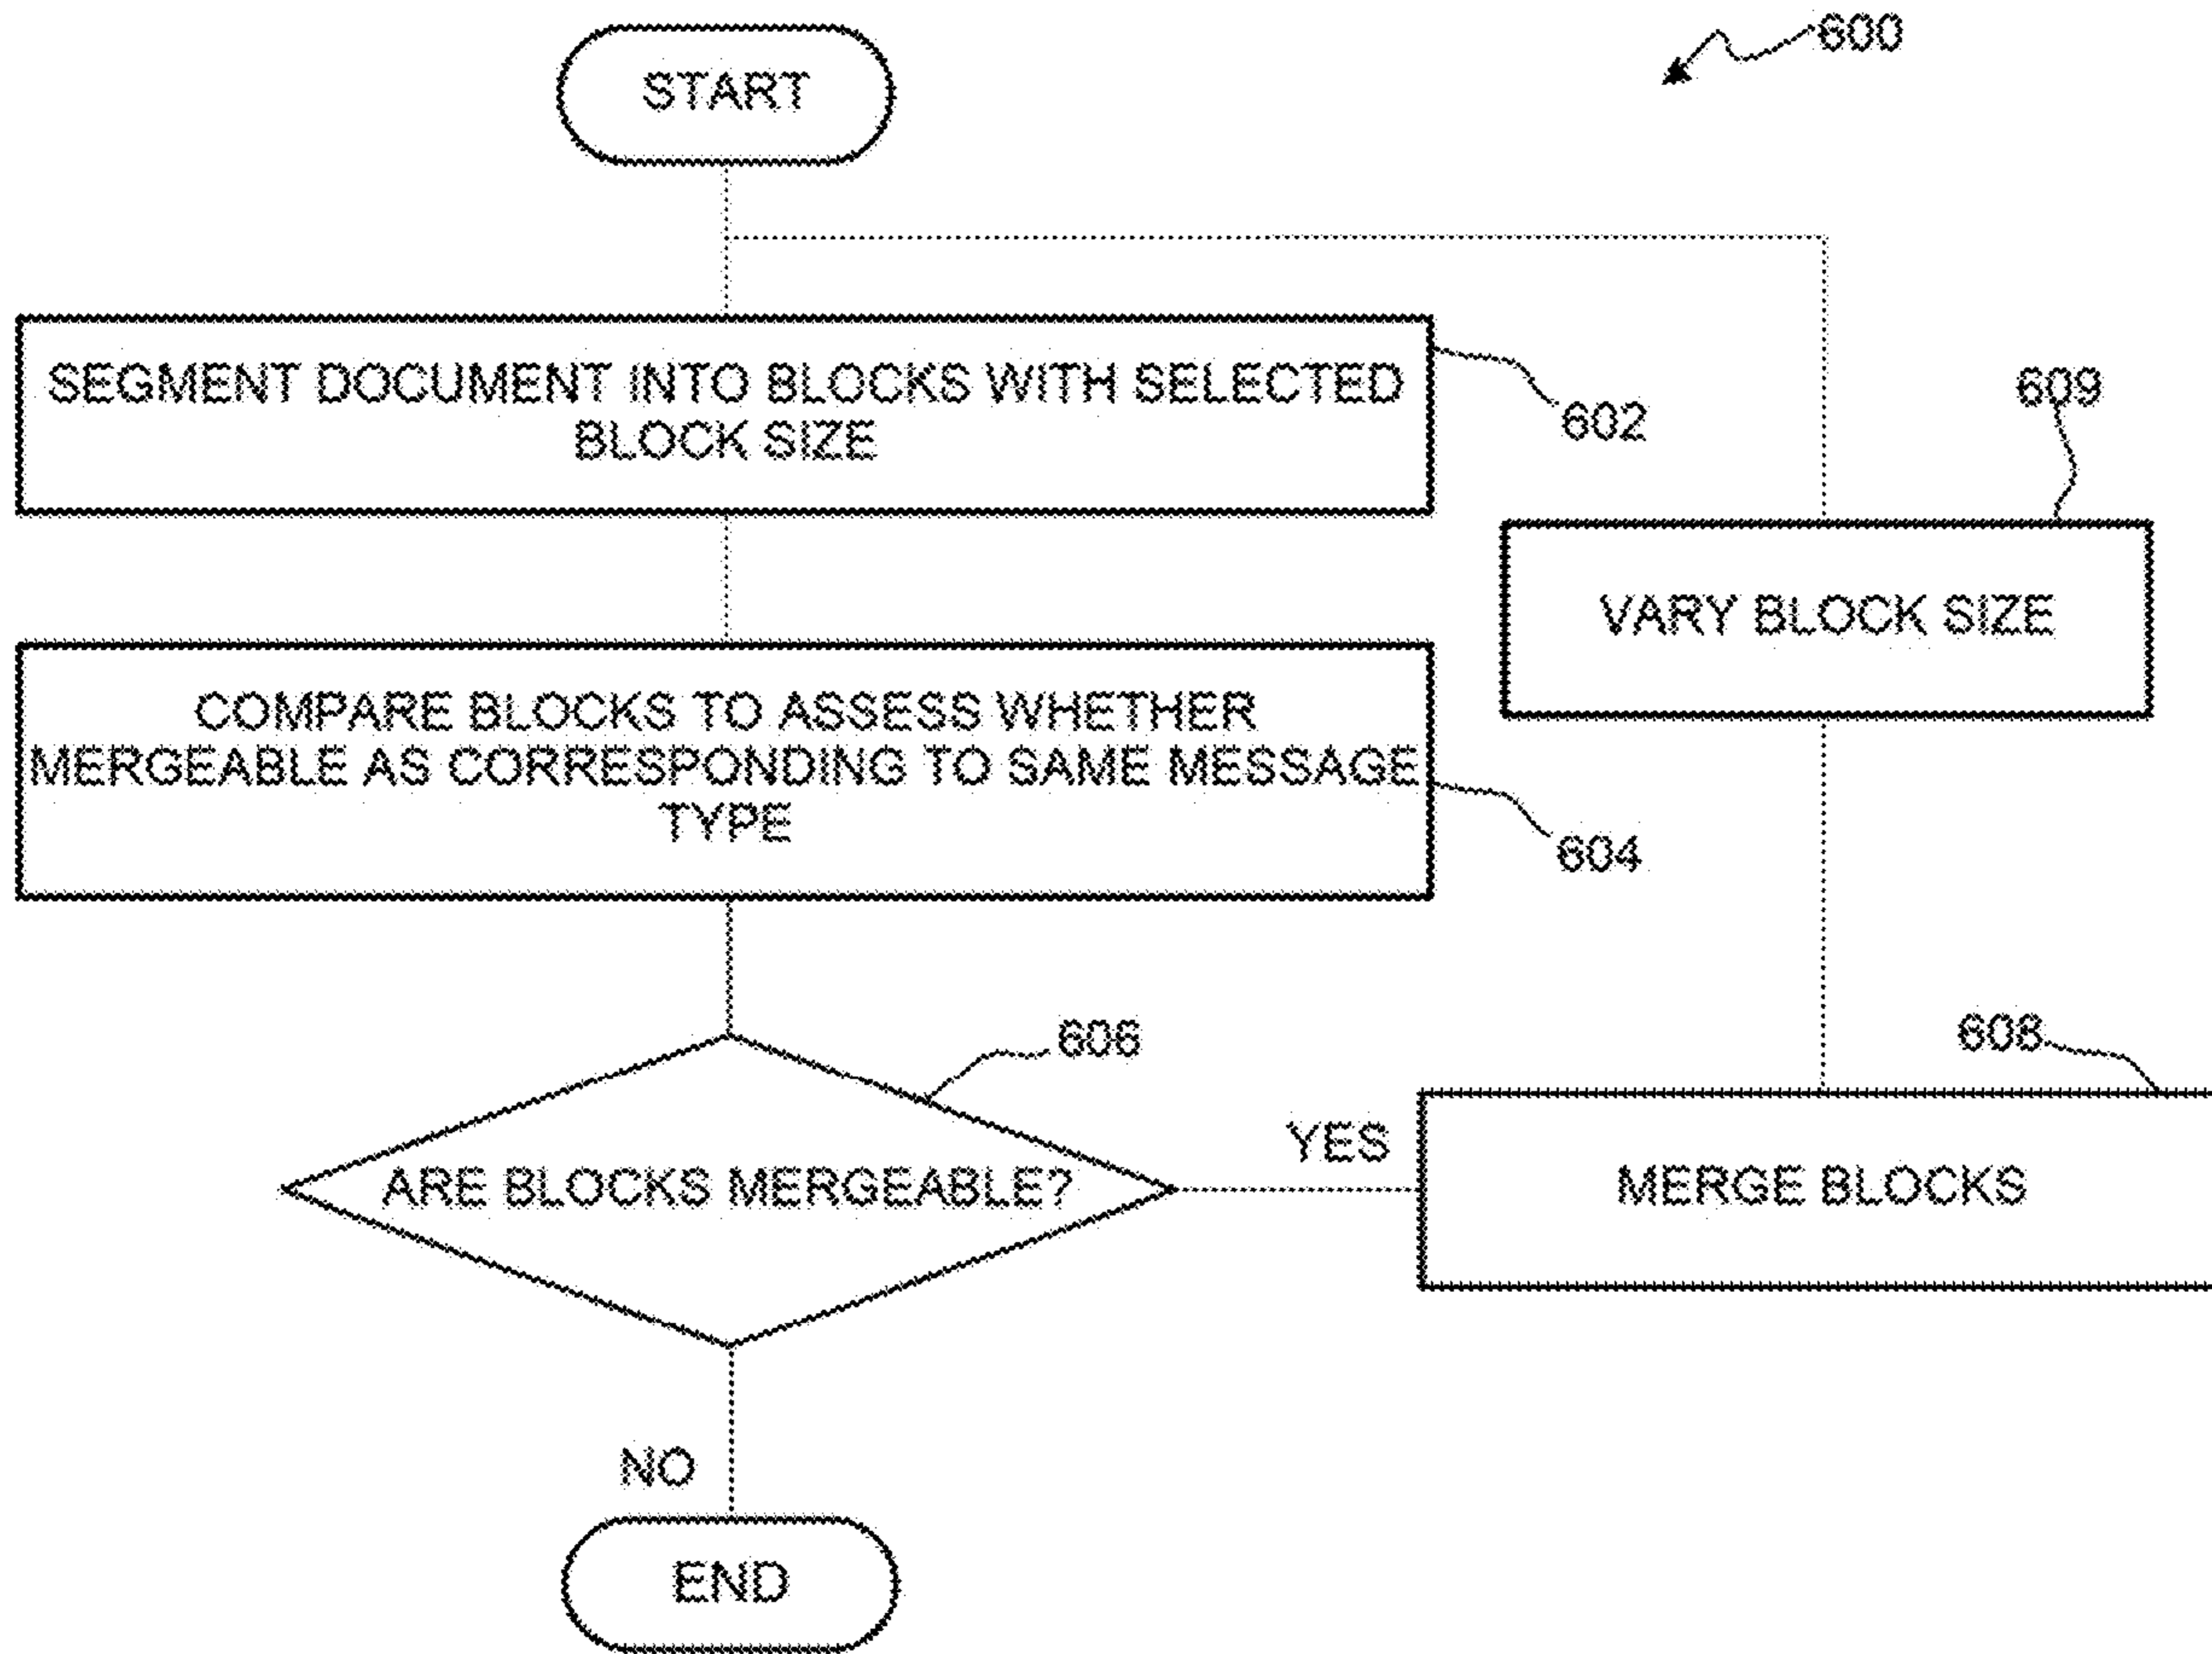 600
START
SEGMENT DOCUMENT INTO BLOCKS WITH SELECTED
BLOCK SIZE
602
609
VARY BLOCK SIZE
COMPARE BLOCKS TO ASSESS WHETHER
MERGEABLE AS CORRESPONDING TO SAME MESSAGE
TYPE
604
606
608
YES
ARE BLOCKS MERGEABLE?
MERGE BLOCKS
NO
END